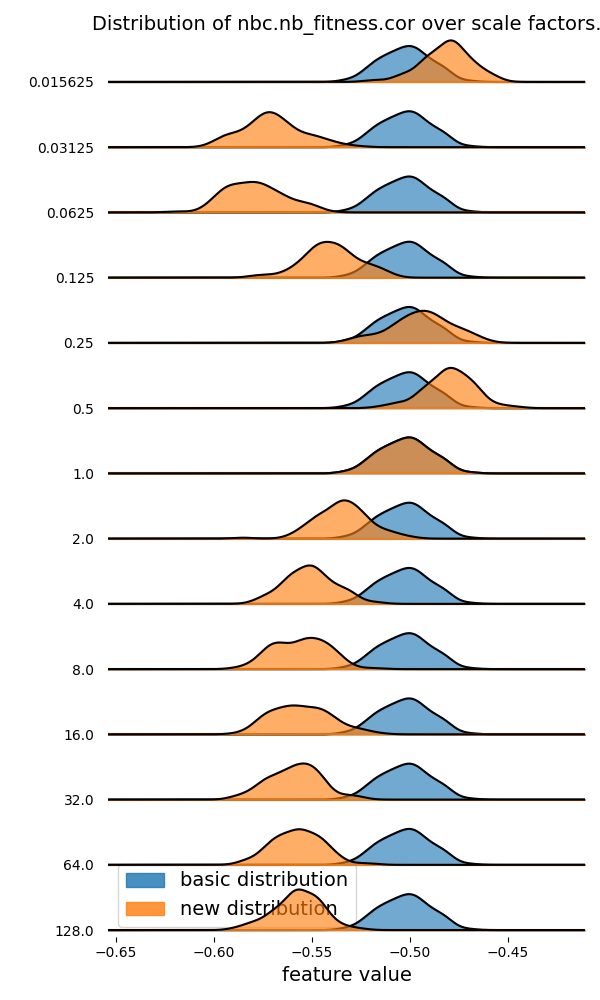 Distribution of nbc.nb_fitness.cor over scale factors.
0.015625
0.03125
0.0625
0.125
0.25
0.5
1.0
2.0
4.0
8.0
16.0
32.0
64.0
basic distribution
new distribution
128.0
−0.65 −0.60 −0.55 −0.50 −0.45
feature value